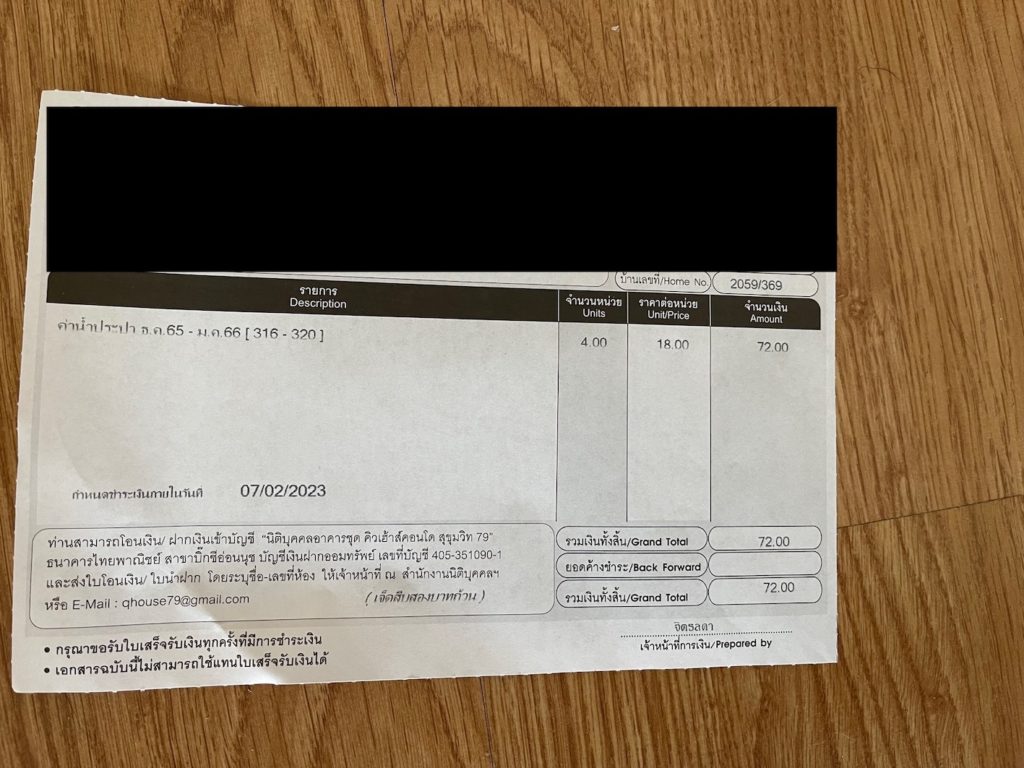 บ้านเลขที่/Home No. 2059/369
รายการ จำนวนหน่วย ราคาต่อหน่วย จำนวนเงิน
Description Units Unit/Price Amount
ค่าน้ำประปา ธ.ค.65 - ม.ค.66 [ 316 - 320 ] 4.00 18.00 72.00
กำหนดชำระเงินภายในวันที่ 07/02/2023
ท่านสามารถโอนเงิน/ ฝากเงินเข้าบัญชี "นิติบุคคลอาคารชุด คิวเฮ้าส์คอนโด สุขุมวิท 79"
ธนาคารไทยพาณิชย์ สาขาบิ๊กซีอ่อนนุช บัญชีเงินฝากออมทรัพย์ เลขที่บัญชี 405-351090-1
และส่งใบโอนเงิน/ ใบนำฝาก โดยระบุชื่อ-เลขที่ห้อง ให้เจ้าหน้าที่ ณ สำนักงานนิติบุคคลฯ
หรือ E-Mail : qhouse79@gmail.com
( เจ็ดสิบสองบาทถ้วน )
รวมเงินทั้งสิ้น/Grand Total 72.00
ยอดค้างชำระ/Back Forward
รวมเงินทั้งสิ้น/Grand Total 72.00
• กรุณาขอรับใบเสร็จรับเงินทุกครั้งที่มีการชำระเงิน
• เอกสารฉบับนี้ไม่สามารถใช้แทนใบเสร็จรับเงินได้
จิตรลดา
เจ้าหน้าที่การเงิน/Prepared by